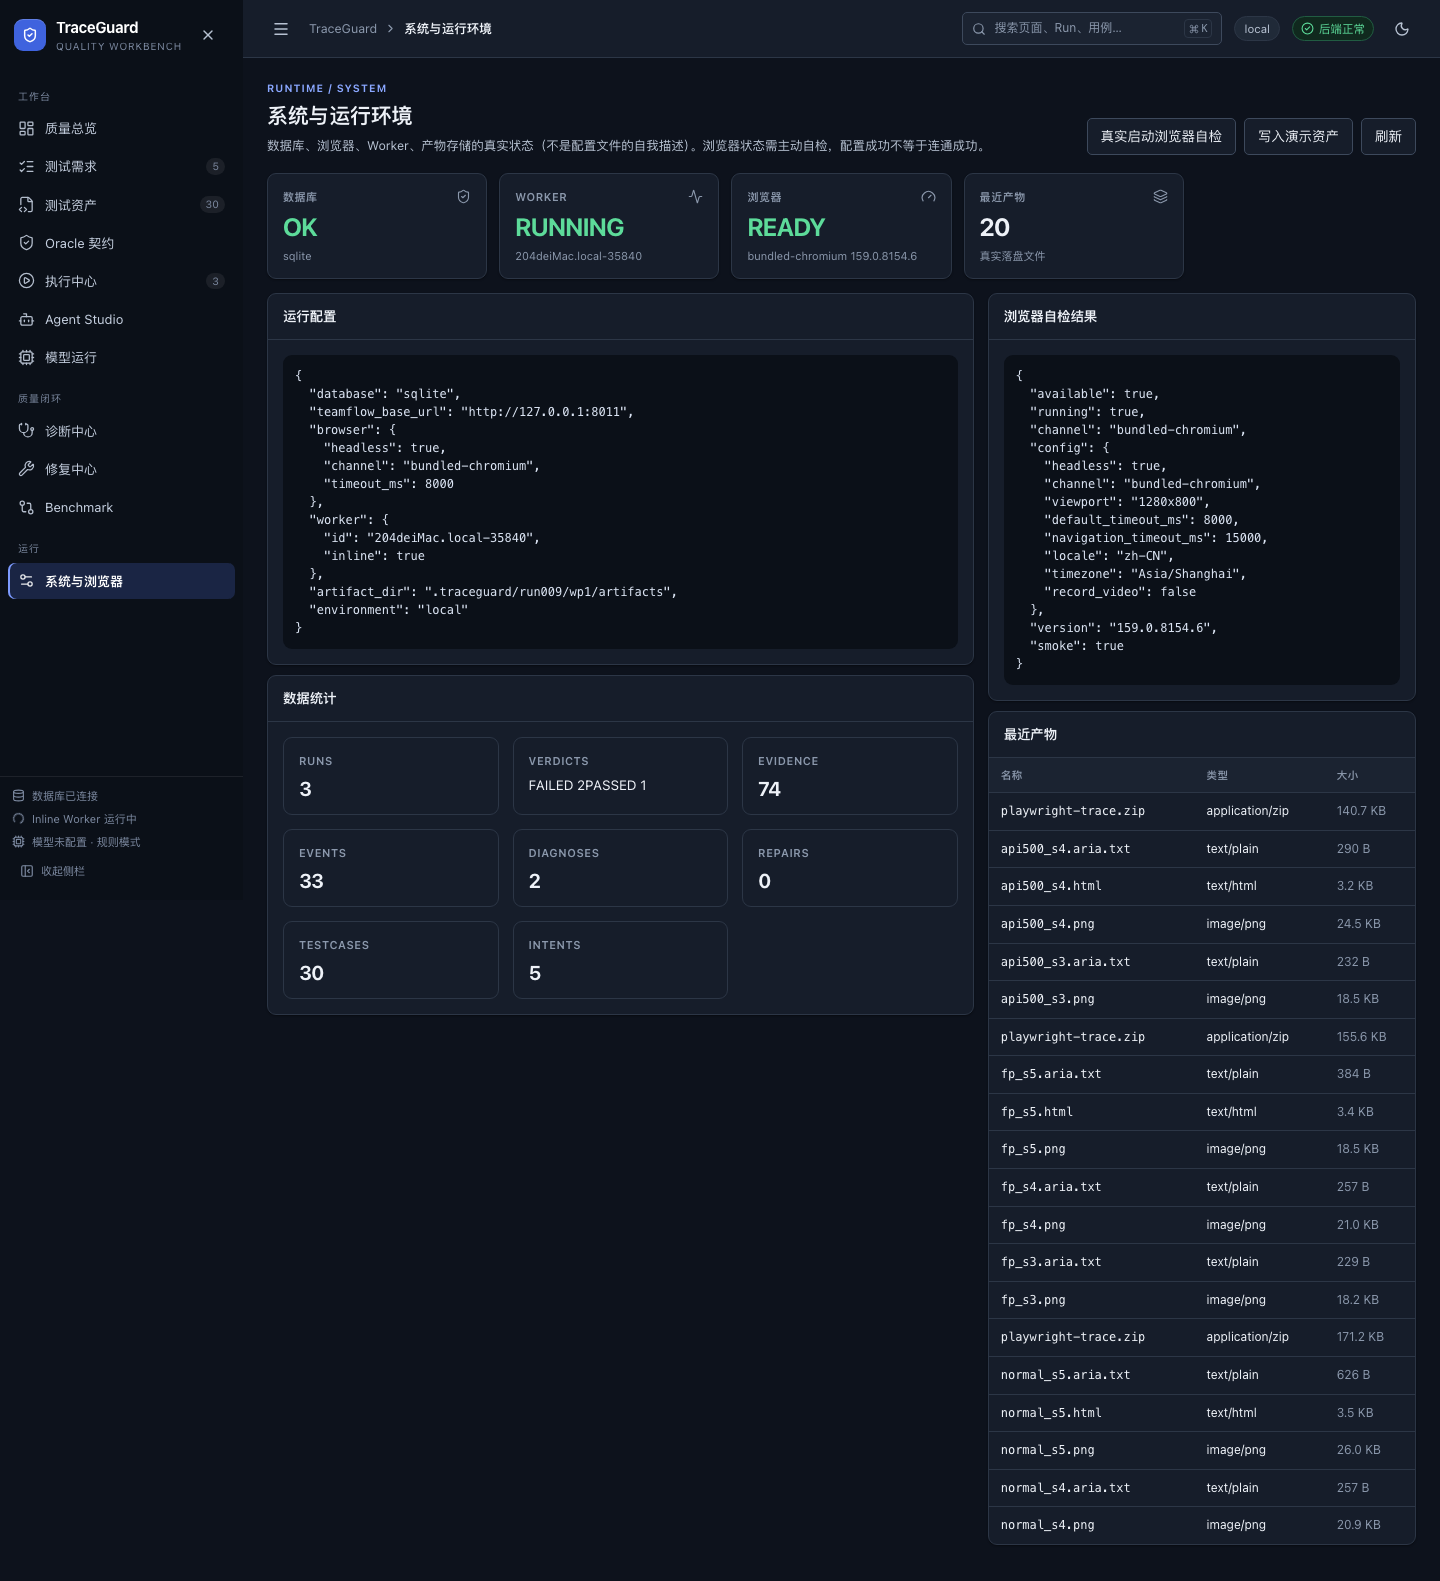 TraceGuard
QUALITY WORKBENCH
工作台
质量总览
测试需求 5
测试资产 30
Oracle 契约
执行中心 3
Agent Studio
模型运行
质量闭环
诊断中心
修复中心
Benchmark
运行
系统与浏览器
数据库已连接
Inline Worker 运行中
模型未配置 · 规则模式
收起侧栏
TraceGuard > 系统与运行环境
搜索页面、Run、用例... ⌘ K
local
后端正常
RUNTIME / SYSTEM
系统与运行环境
数据库、浏览器、Worker、产物存储的真实状态（不是配置文件的自我描述）。浏览器状态需主动自检，配置成功不等于连通成功。
真实启动浏览器自检
写入演示资产
刷新
数据库
OK
sqlite
WORKER
RUNNING
204deiMac.local-35840
浏览器
READY
bundled-chromium 159.0.8154.6
最近产物
20
真实落盘文件
运行配置
{
"database": "sqlite",
"teamflow_base_url": "http://127.0.0.1:8011",
"browser": {
"headless": true,
"channel": "bundled-chromium",
"timeout_ms": 8000
},
"worker": {
"id": "204deiMac.local-35840",
"inline": true
},
"artifact_dir": ".traceguard/run009/wp1/artifacts",
"environment": "local"
}
数据统计
RUNS
3
VERDICTS
FAILED 2PASSED 1
EVIDENCE
74
EVENTS
33
DIAGNOSES
2
REPAIRS
0
TESTCASES
30
INTENTS
5
浏览器自检结果
{
"available": true,
"running": true,
"channel": "bundled-chromium",
"config": {
"headless": true,
"channel": "bundled-chromium",
"viewport": "1280x800",
"default_timeout_ms": 8000,
"navigation_timeout_ms": 15000,
"locale": "zh-CN",
"timezone": "Asia/Shanghai",
"record_video": false
},
"version": "159.0.8154.6",
"smoke": true
}
最近产物
名称 类型 大小
playwright-trace.zip application/zip 140.7 KB
api500_s4.aria.txt text/plain 290 B
api500_s4.html text/html 3.2 KB
api500_s4.png image/png 24.5 KB
api500_s3.aria.txt text/plain 232 B
api500_s3.png image/png 18.5 KB
playwright-trace.zip application/zip 155.6 KB
fp_s5.aria.txt text/plain 384 B
fp_s5.html text/html 3.4 KB
fp_s5.png image/png 18.5 KB
fp_s4.aria.txt text/plain 257 B
fp_s4.png image/png 21.0 KB
fp_s3.aria.txt text/plain 229 B
fp_s3.png image/png 18.2 KB
playwright-trace.zip application/zip 171.2 KB
normal_s5.aria.txt text/plain 626 B
normal_s5.html text/html 3.5 KB
normal_s5.png image/png 26.0 KB
normal_s4.aria.txt text/plain 257 B
normal_s4.png image/png 20.9 KB